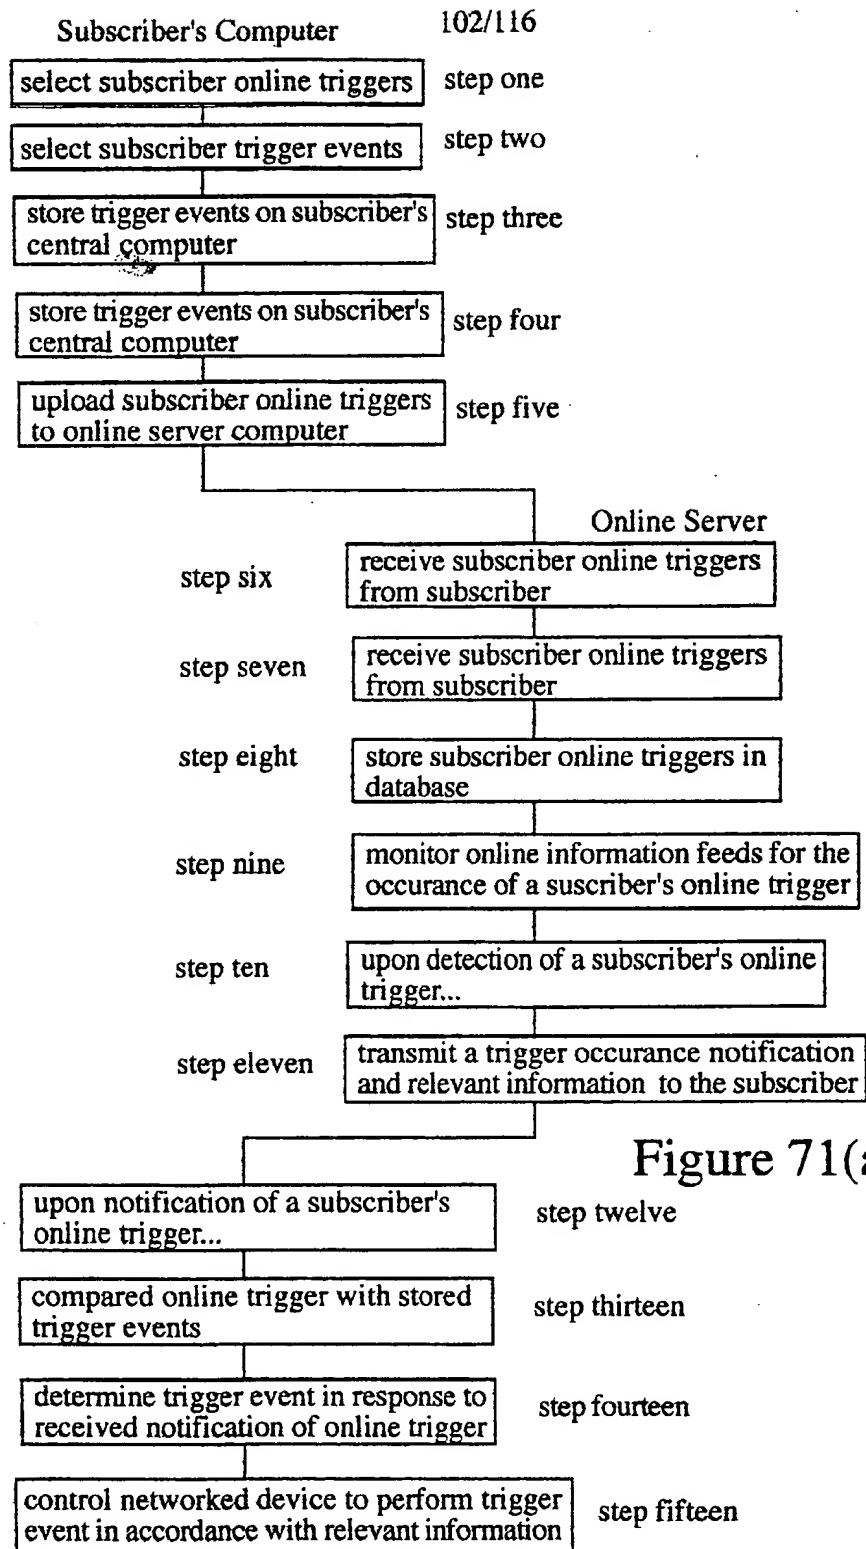 Subscriber's Computer
102/116
select subscriber online triggers
step one
select subscriber trigger events
step two
store trigger events on subscriber's
central computer
step three
store trigger events on subscriber's
central computer
step four
upload subscriber online triggers
to online server computer
step five
Online Server
step six
receive subscriber online triggers
from subscriber
step seven
receive subscriber online triggers
from subscriber
step eight
store subscriber online triggers in
database
step nine
monitor online information feeds for the
occurance of a suscriber's online trigger
step ten
upon detection of a subscriber's online
trigger...
step eleven
transmit a trigger occurance notification
and relevant information to the subscriber
Figure 71(a
upon notification of a subscriber's
online trigger...
step twelve
compared online trigger with stored
trigger events
step thirteen
determine trigger event in response to
received notification of online trigger
step fourteen
control networked device to perform trigger
event in accordance with relevant information
step fifteen